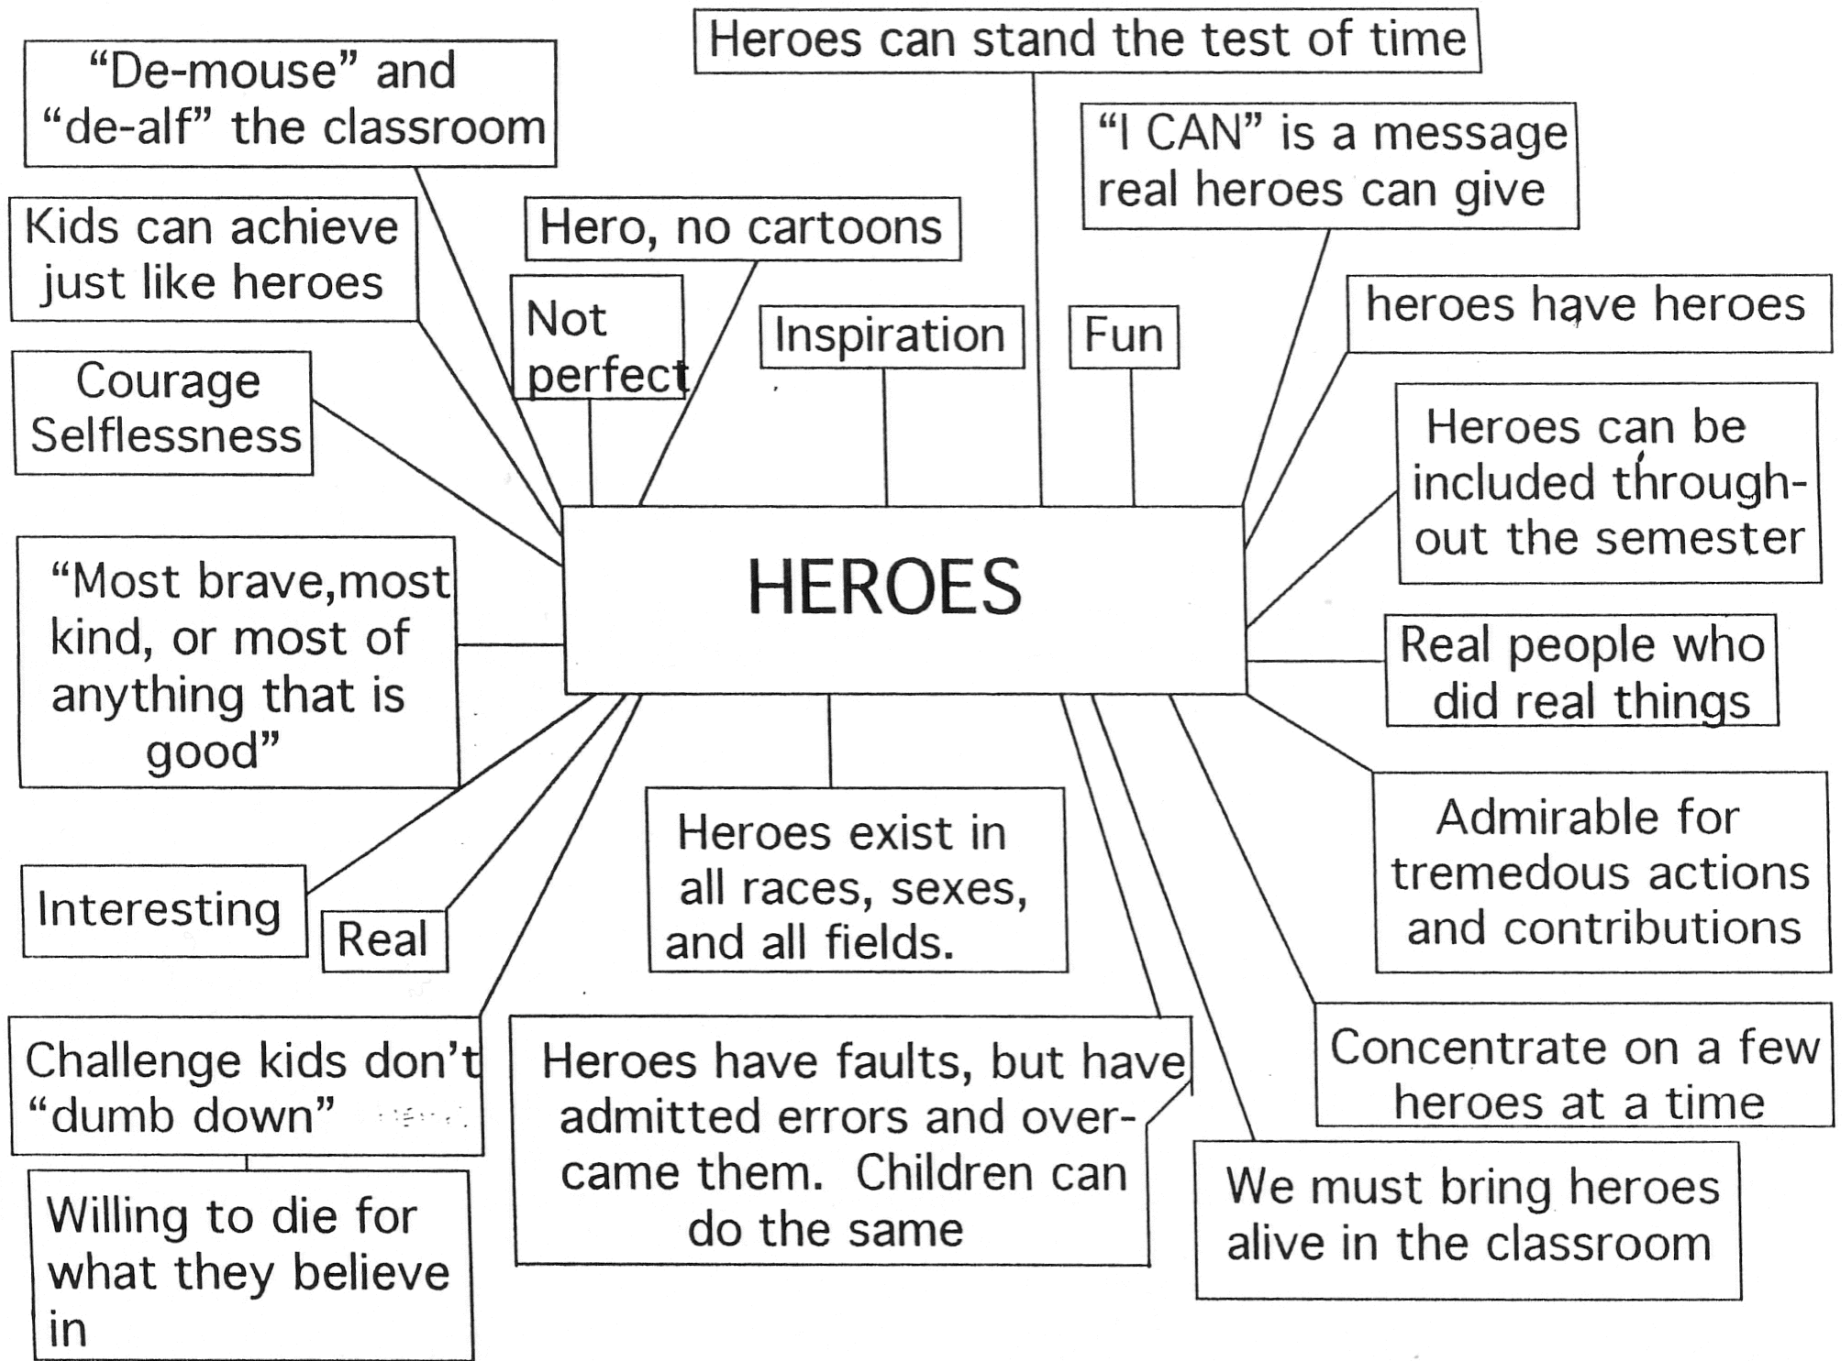 Heroes can stand the test of time
“De-mouse” and
“de-alf” the classroom
“I CAN” is a message
real heroes can give
Kids can achieve
just like heroes
Hero, no cartoons
Not
perfect
Inspiration
Fun
heroes have heroes
Courage
Selflessness
Heroes can be
included through-
out the semester
HEROES
“Most brave,most
kind, or most of
anything that is
good”
Real people who
did real things
Admirable for
tremedous actions
and contributions
Heroes exist in
all races, sexes,
and all fields.
Interesting
Real
Challenge kids don’t
“dumb down”
Heroes have faults, but have
admitted errors and over-
came them.  Children can
do the same
Concentrate on a few
heroes at a time
We must bring heroes
alive in the classroom
Willing to die for
what they believe
in